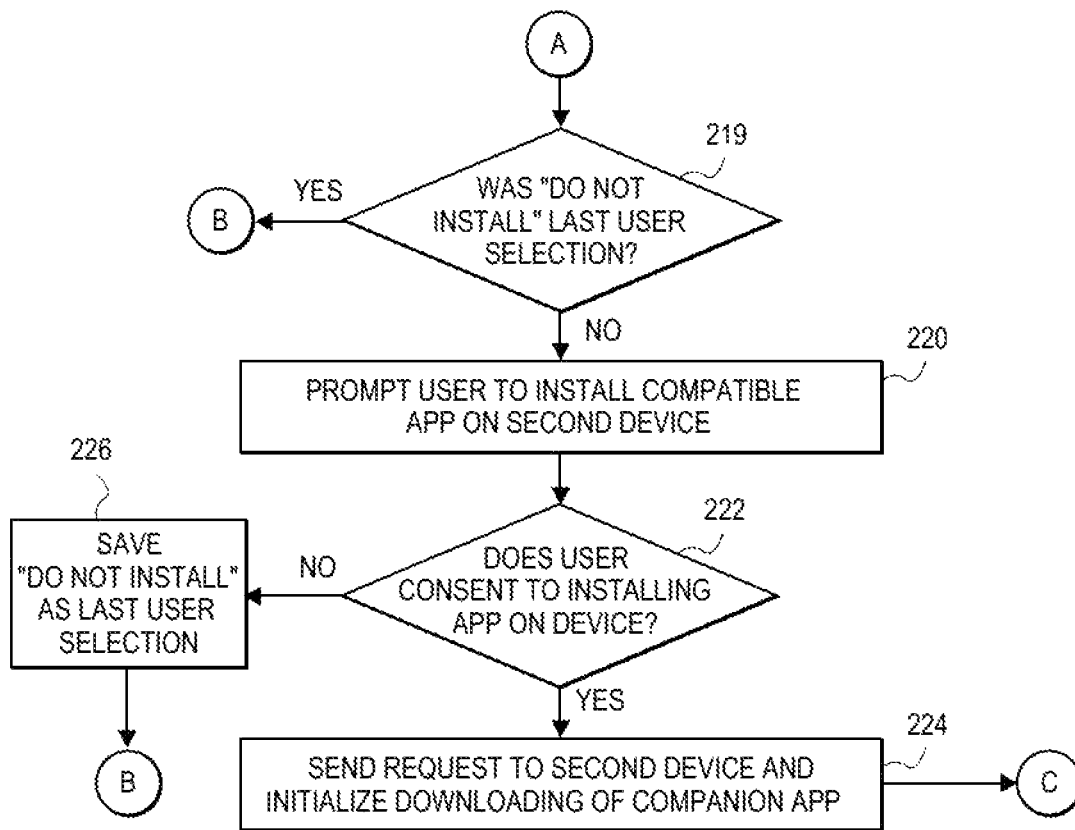 A
219
WAS "DO NOT
INSTALL" LAST USER
SELECTION?
YES
B
NO
220
PROMPT USER TO INSTALL COMPATIBLE
APP ON SECOND DEVICE
226
SAVE
"DO NOT INSTALL"
AS LAST USER
SELECTION
NO
222
DOES USER
CONSENT TO INSTALLING
APP ON DEVICE?
YES
B
224
SEND REQUEST TO SECOND DEVICE AND
INITIALIZE DOWNLOADING OF COMPANION APP
C